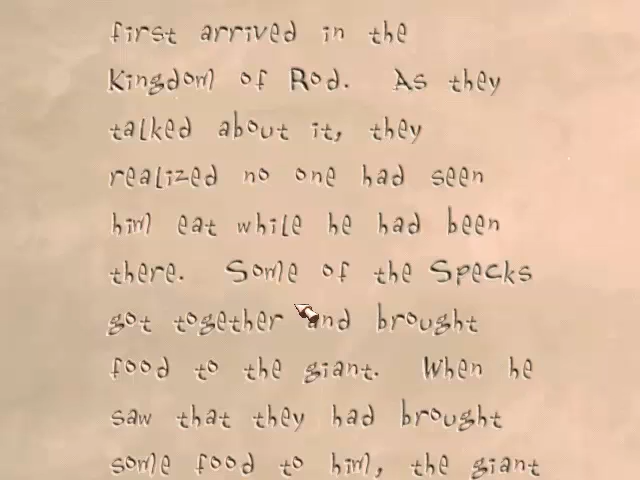 first arrived in the
Kingdom of Rod. As they
talked about it, they
realized no one had seen
him eat while he had been
there. Some of the Specks
got together and brought
food to the giant. When he
saw that they had brought
some food to him, the giant